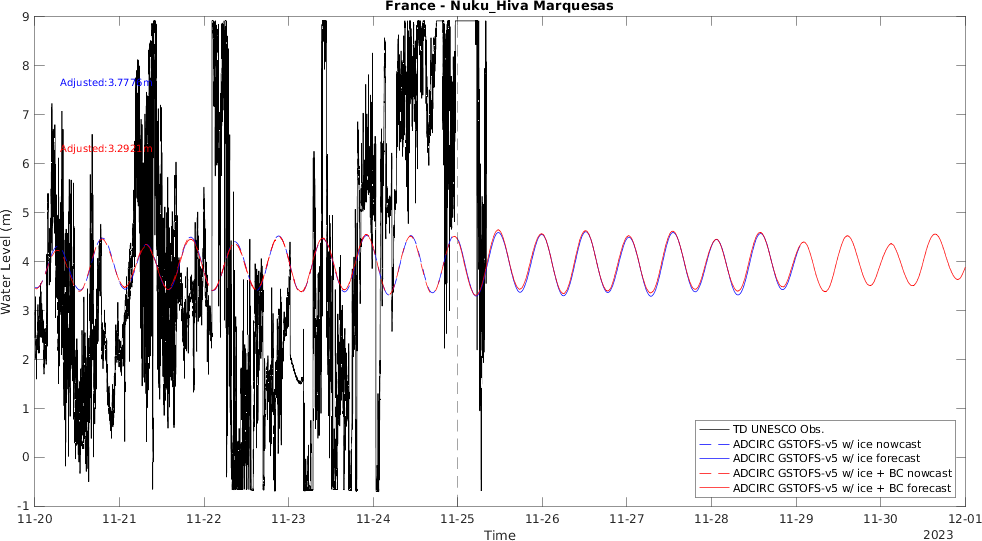 France - Nuku_Hiva Marquesas
9
8
7
6
5
4
3
2
1
0
-1
Water Level (m)
Adjusted:3.7775m
Adjusted:3.2921m
TD UNESCO Obs.
ADCIRC GSTOFS-v5 w/ ice nowcast
ADCIRC GSTOFS-v5 w/ ice forecast
ADCIRC GSTOFS-v5 w/ ice + BC nowcast
ADCIRC GSTOFS-v5 w/ ice + BC forecast
11-20 11-21 11-22 11-23 11-24 11-25 11-26 11-27 11-28 11-29 11-30 12-01
Time
2023